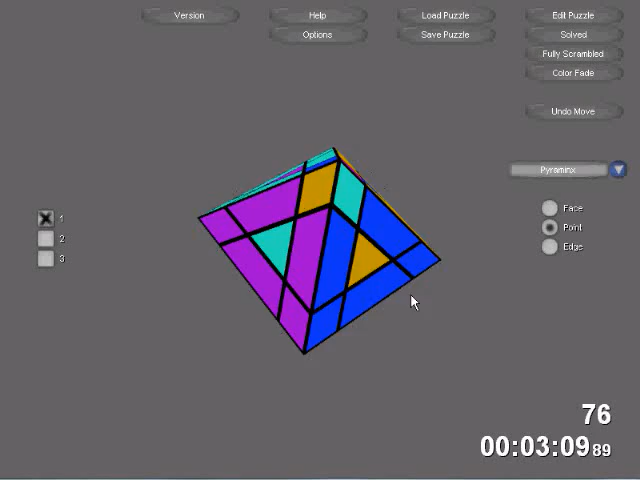 Version
Help
Load Puzzle
Edit Puzzle
Options
Save Puzzle
Solved
Fully Scrambled
Color Fade
Undo Move
Pyraminx
1
2
3
Face
Point
Edge
76
00:03:09 89